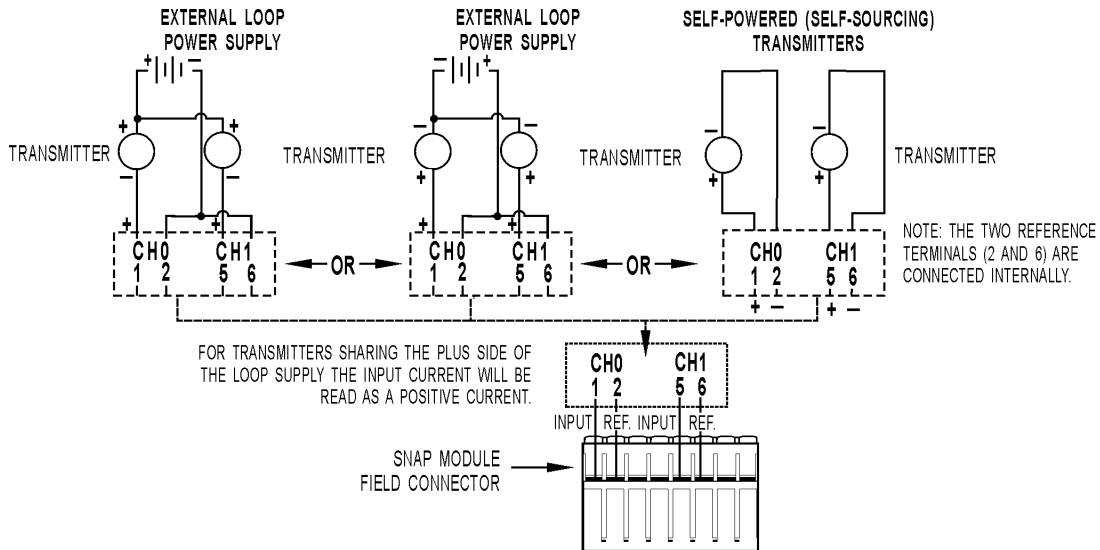 EXTERNAL LOOP
POWER SUPPLY
EXTERNAL LOOP
POWER SUPPLY
SELF-POWERED (SELF-SOURCING)
TRANSMITTERS
+ −
− +
+ +
− −
− −
TRANSMITTER
TRANSMITTER
TRANSMITTER
TRANSMITTER
− −
+ +
+ +
+ +
+ +
CH0 CH1
1 2 5 6
OR
CH0 CH1
1 2 5 6
OR
CH0 CH1
1 2 5 6
+ − + −
NOTE: THE TWO REFERENCE
TERMINALS (2 AND 6) ARE
CONNECTED INTERNALLY.
FOR TRANSMITTERS SHARING THE PLUS SIDE OF
THE LOOP SUPPLY THE INPUT CURRENT WILL BE
READ AS A POSITIVE CURRENT.
CH0 CH1
1 2 5 6
INPUT REF. INPUT REF.
SNAP MODULE
FIELD CONNECTOR